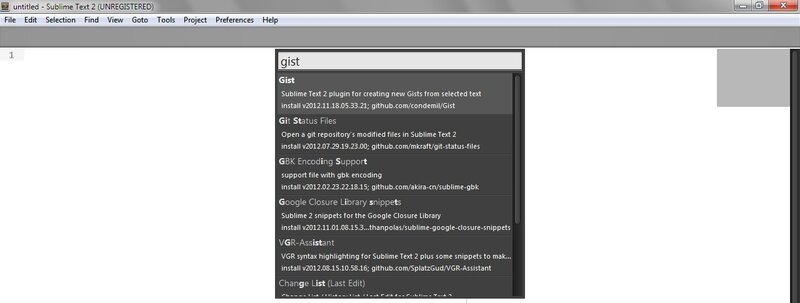 untitled - Sublime Text 2 (UNREGISTERED)
File Edit Selection Find View Goto Tools Project Preferences Help
1
gist
Gist
Sublime Text 2 plugin for creating new Gists from selected text
install v2012.11.18.05.33.21; github.com/condemil/Gist
Git Status Files
Open a git repository's modified files in Sublime Text 2
install v2012.07.29.19.23.00; github.com/mkraft/git-status-files
GBK Encoding Support
support file with gbk encoding
install v2012.02.23.22.18.15; github.com/akira-cn/sublime-gbk
Google Closure Library snippets
Sublime 2 snippets for the Google Closure Library
install v2012.11.01.08.15.3...thanpolas/sublime-google-closure-snippets
VGR-Assistant
VGR syntax highlighting for Sublime Text 2 plus some snippets to mak...
install v2012.08.15.10.58.16; github.com/SplatzGud/VGR-Assistant
Change List (Last Edit)